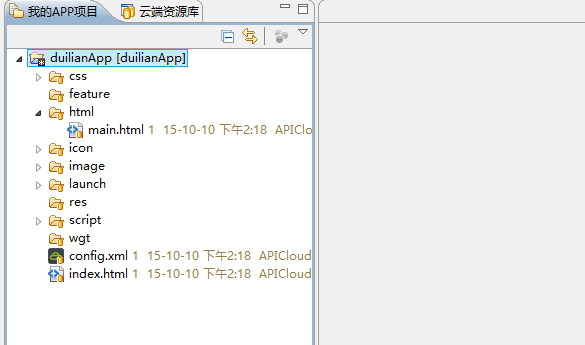 我的APP项目 云端资源库
duilianApp [duilianApp]
css
feature
html
main.html 1 15-10-10 下午2:18 APIClou
icon
image
launch
res
script
wgt
config.xml 1 15-10-10 下午2:18 APICloud
index.html 1 15-10-10 下午2:18 APICloud